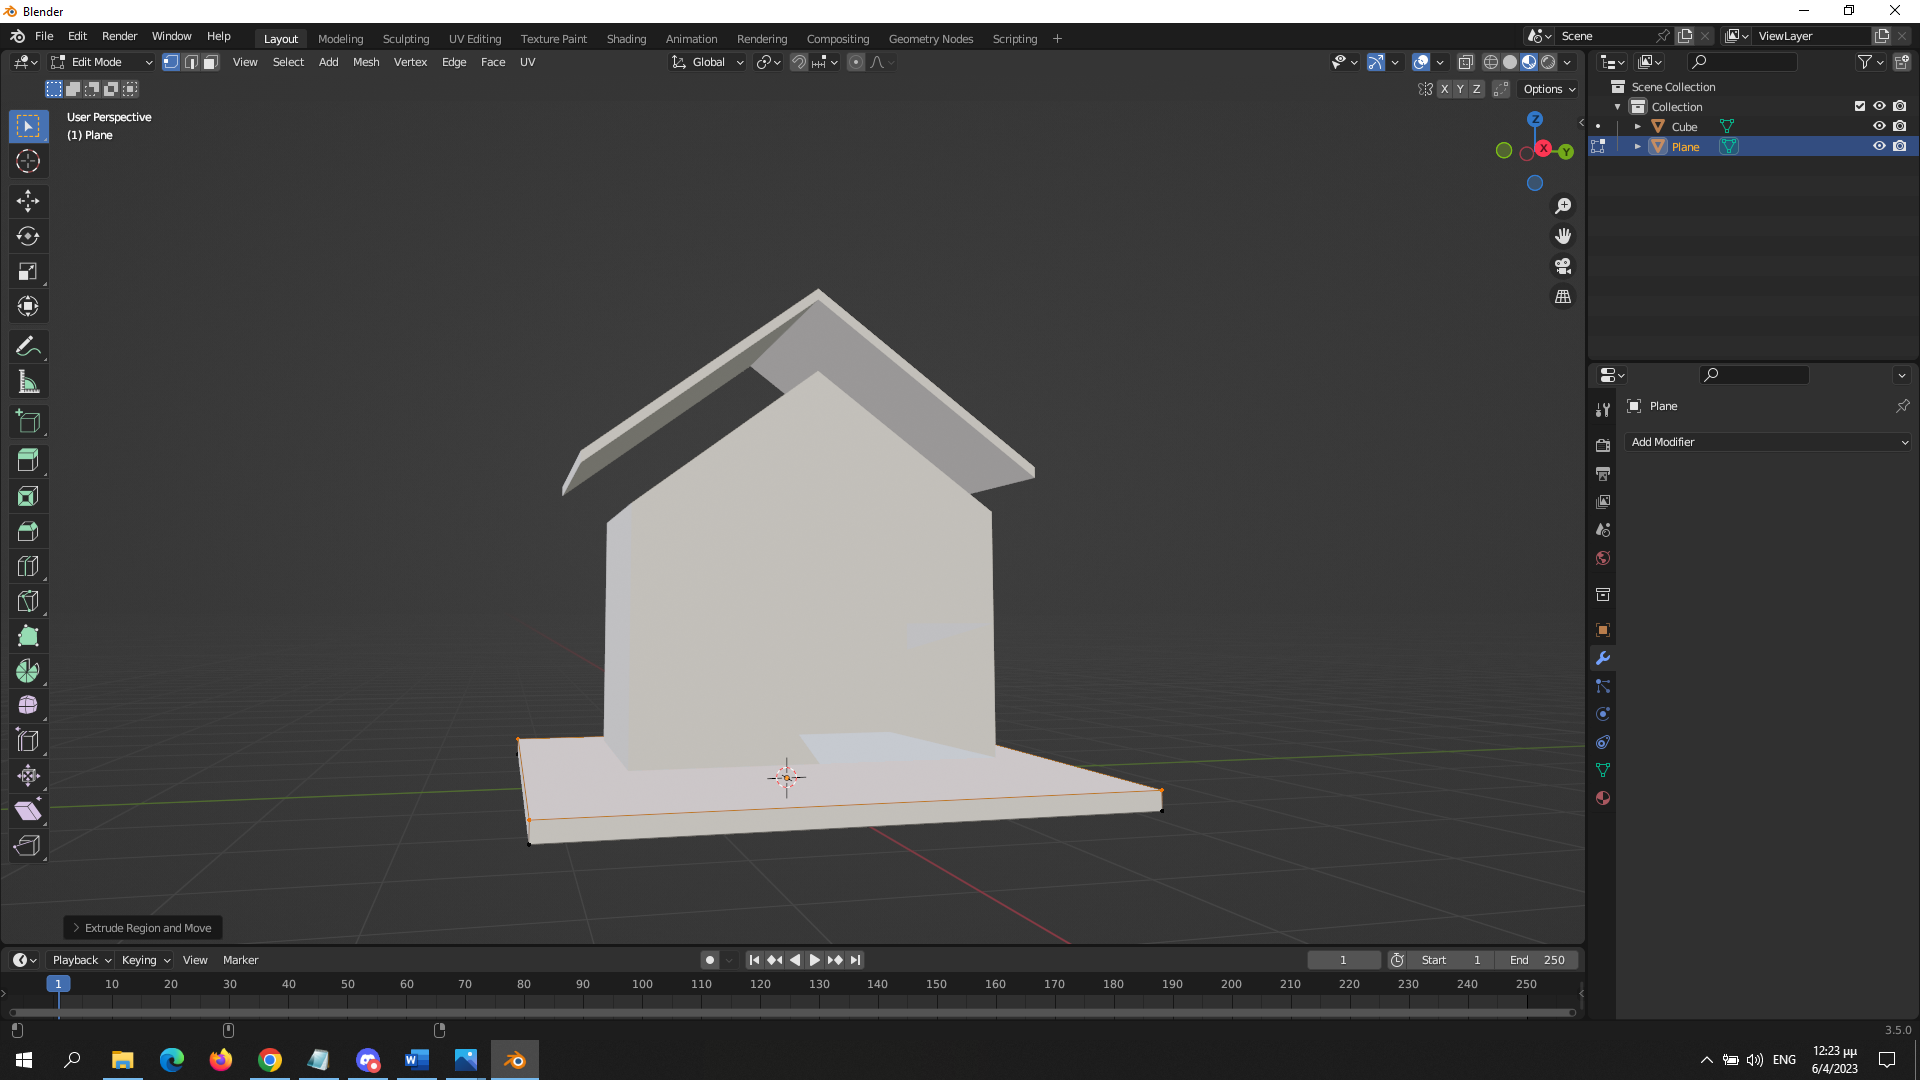 Blender
File Edit Render Window Help Layout Modeling Sculpting UV Editing Texture Paint Shading Animation Rendering Compositing Geometry Nodes Scripting + Scene ViewLayer
Edit Mode View Select Add Mesh Vertex Edge Face UV Global
X Y Z Options
User Perspective
(1) Plane
Z
X
Y
Scene Collection
Collection
Cube
Plane
Plane
Add Modifier
Extrude Region and Move
Playback Keying View Marker 1 Start 1 End 250
1 10 20 30 40 50 60 70 80 90 100 110 120 130 140 150 160 170 180 190 200 210 220 230 240 250
3.5.0
ENG
12:23 μμ
6/4/2023